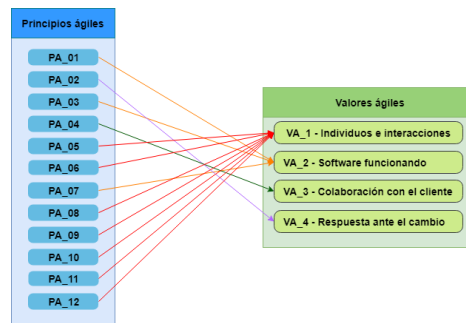 Principios ágiles
PA_01
PA_02
PA_03
PA_04
PA_05
PA_06
PA_07
PA_08
PA_09
PA_10
PA_11
PA_12
Valores ágiles
VA_1 - Individuos e interacciones
VA_2 - Software funcionando
VA_3 - Colaboración con el cliente
VA_4 - Respuesta ante el cambio